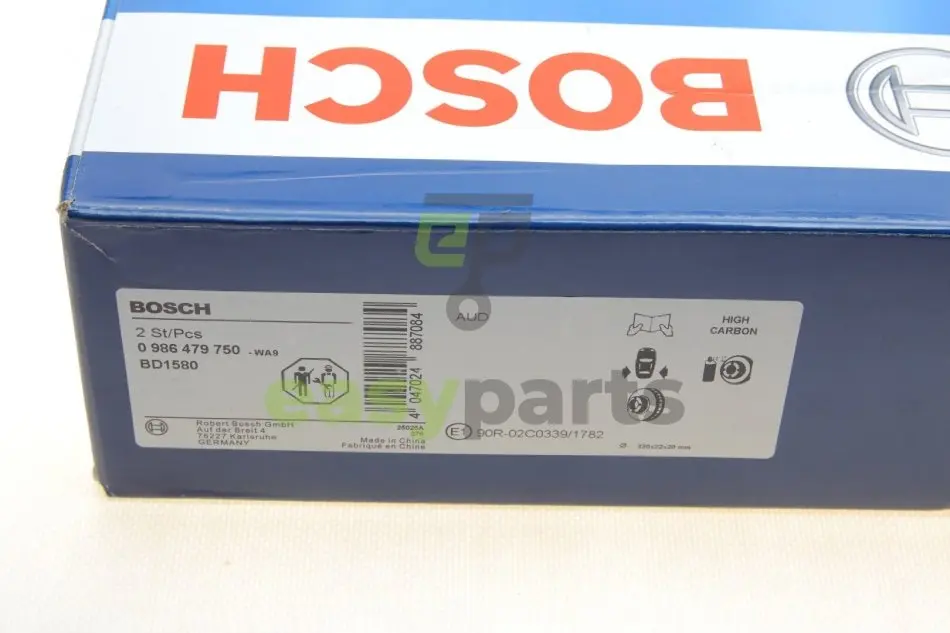 BOSCH
BOSCH
2 St/Pcs
0 986 479 750 -WA9
BD1580
4 047024 887084
AUD
HIGH
CARBON
ep
easyparts
Robert Bosch GmbH
Auf der Breit 4
76227 Karlsruhe
GERMANY
Made in China
Fabriqué en Chine
90R-02C0339/1782
Ø